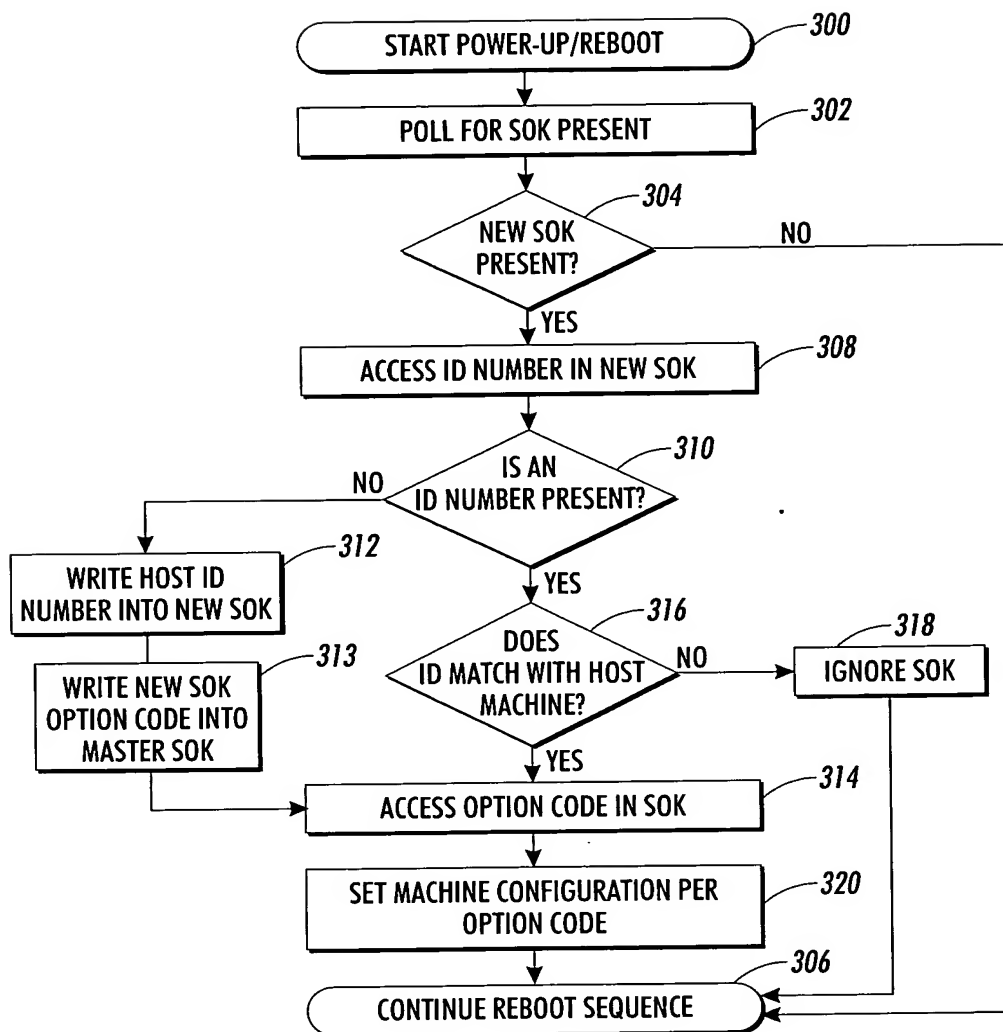 START POWER-UP/REBOOT
300
POLL FOR SOK PRESENT
302
NEW SOK
PRESENT?
304
NO
YES
ACCESS ID NUMBER IN NEW SOK
308
IS AN
ID NUMBER PRESENT?
310
NO
YES
WRITE HOST ID
NUMBER INTO NEW SOK
312
WRITE NEW SOK
OPTION CODE INTO
MASTER SOK
313
DOES
ID MATCH WITH HOST
MACHINE?
316
NO
IGNORE SOK
318
YES
ACCESS OPTION CODE IN SOK
314
SET MACHINE CONFIGURATION PER
OPTION CODE
320
CONTINUE REBOOT SEQUENCE
306